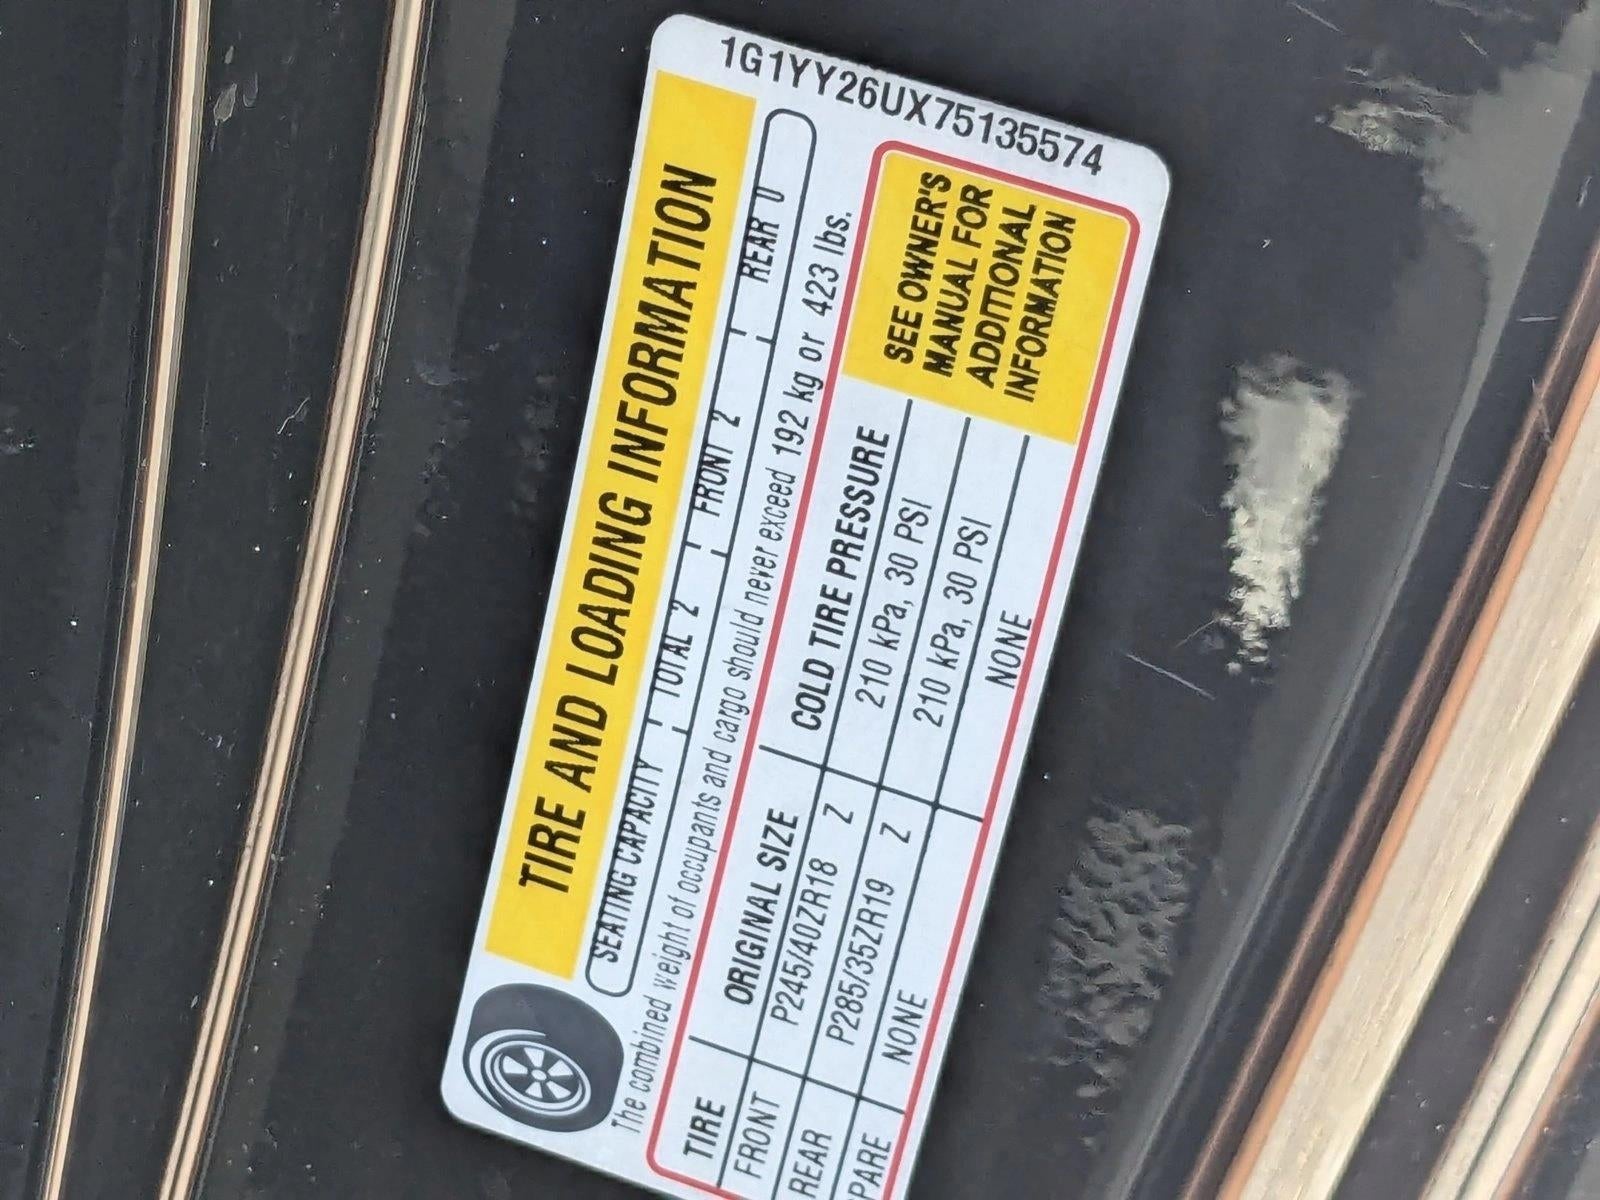 1G1YY26UX75135574
TIRE AND LOADING INFORMATION
SEATING CAPACITY TOTAL 2 FRONT 2 REAR 0
The combined weight of occupants and cargo should never exceed 192 kg or 423 lbs.
TIRE ORIGINAL SIZE COLD TIRE PRESSURE
FRONT P245/40ZR18 Z 210 kPa, 30 PSI
REAR P285/35ZR19 Z 210 kPa, 30 PSI
PARE NONE NONE
SEE OWNER'S
MANUAL FOR
ADDITIONAL
INFORMATION